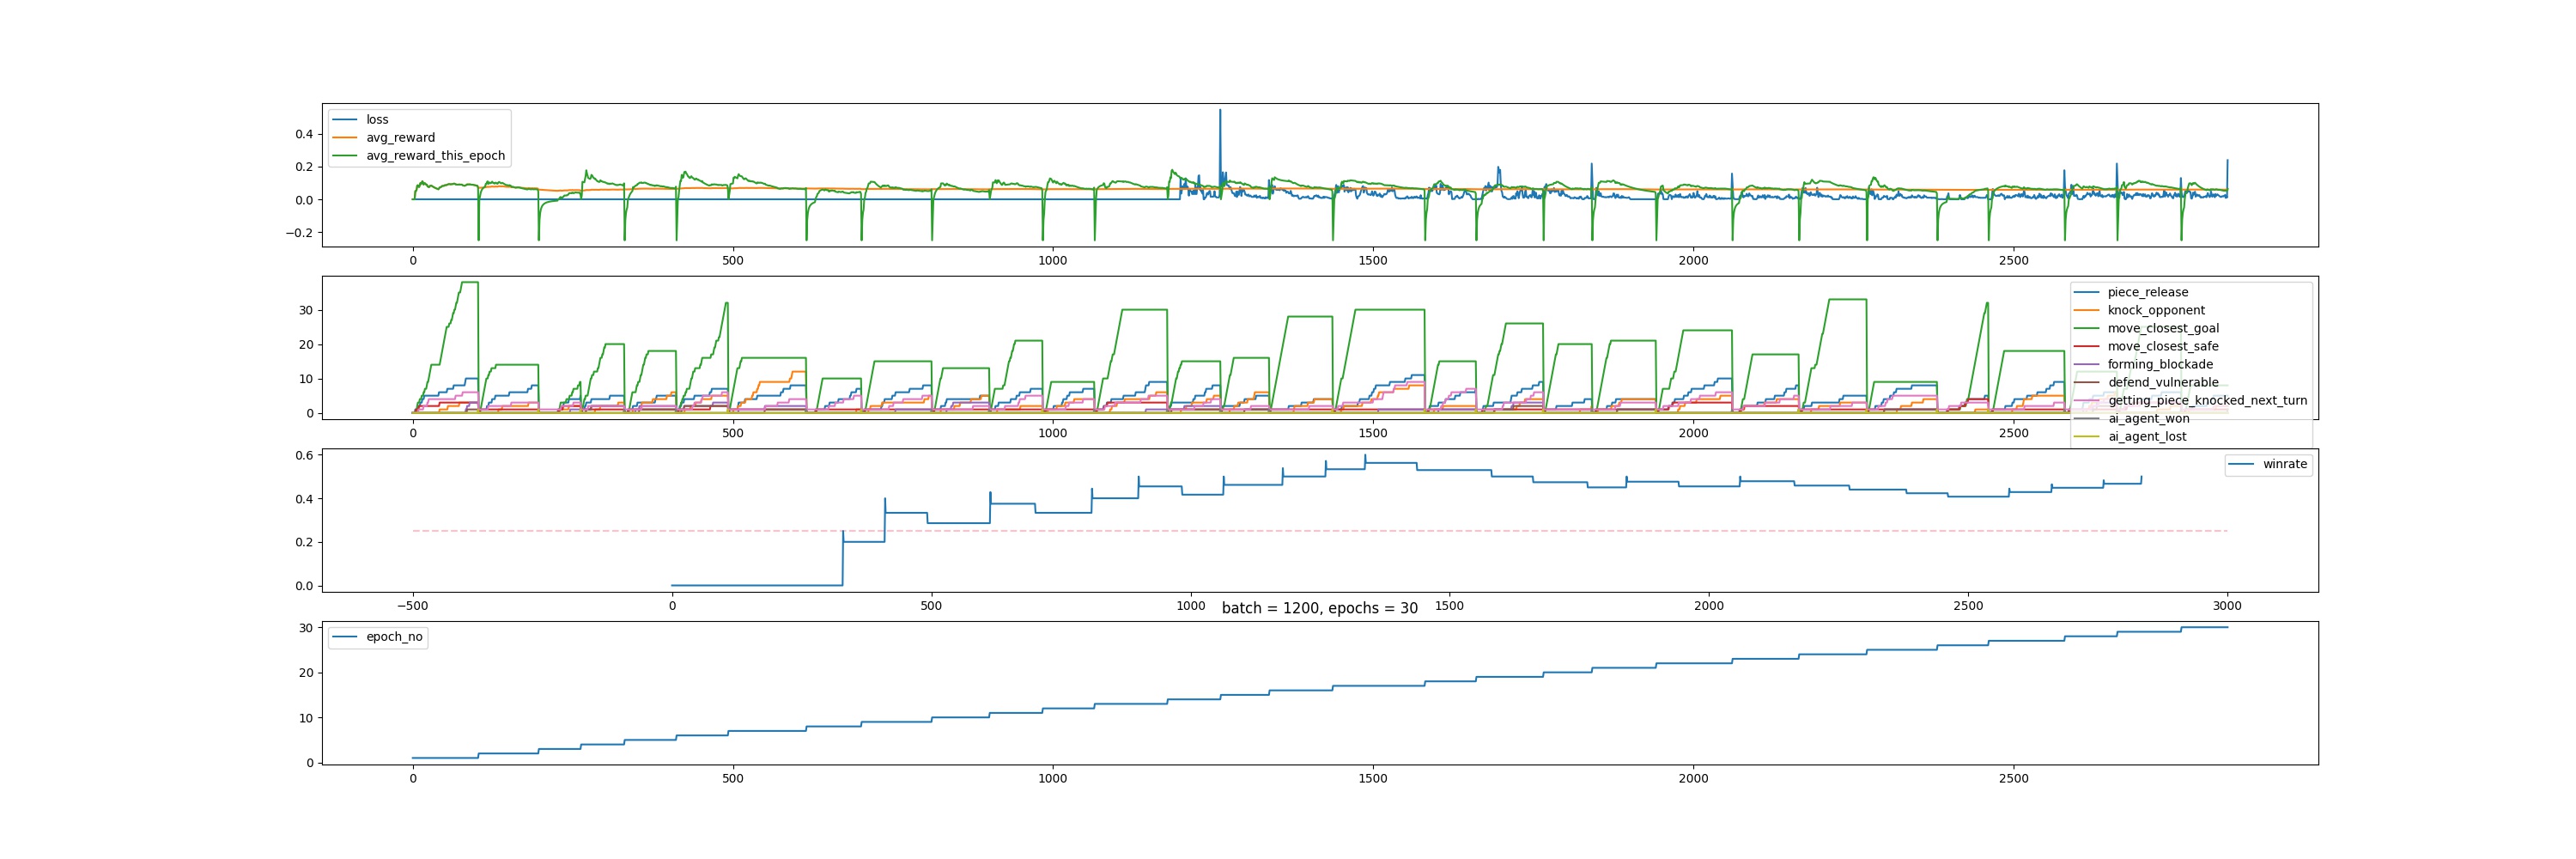 loss
avg_reward
avg_reward_this_epoch
0.4
0.2
0.0
−0.2
0 500 1000 1500 2000 2500
piece_release
knock_opponent
move_closest_goal
move_closest_safe
forming_blockade
defend_vulnerable
getting_piece_knocked_next_turn
ai_agent_won
ai_agent_lost
30
20
10
0
0 500 1000 1500 2000 2500
winrate
0.6
0.4
0.2
0.0
−500 0 500 1000 1500 2000 2500 3000
batch = 1200, epochs = 30
epoch_no
30
20
10
0
0 500 1000 1500 2000 2500